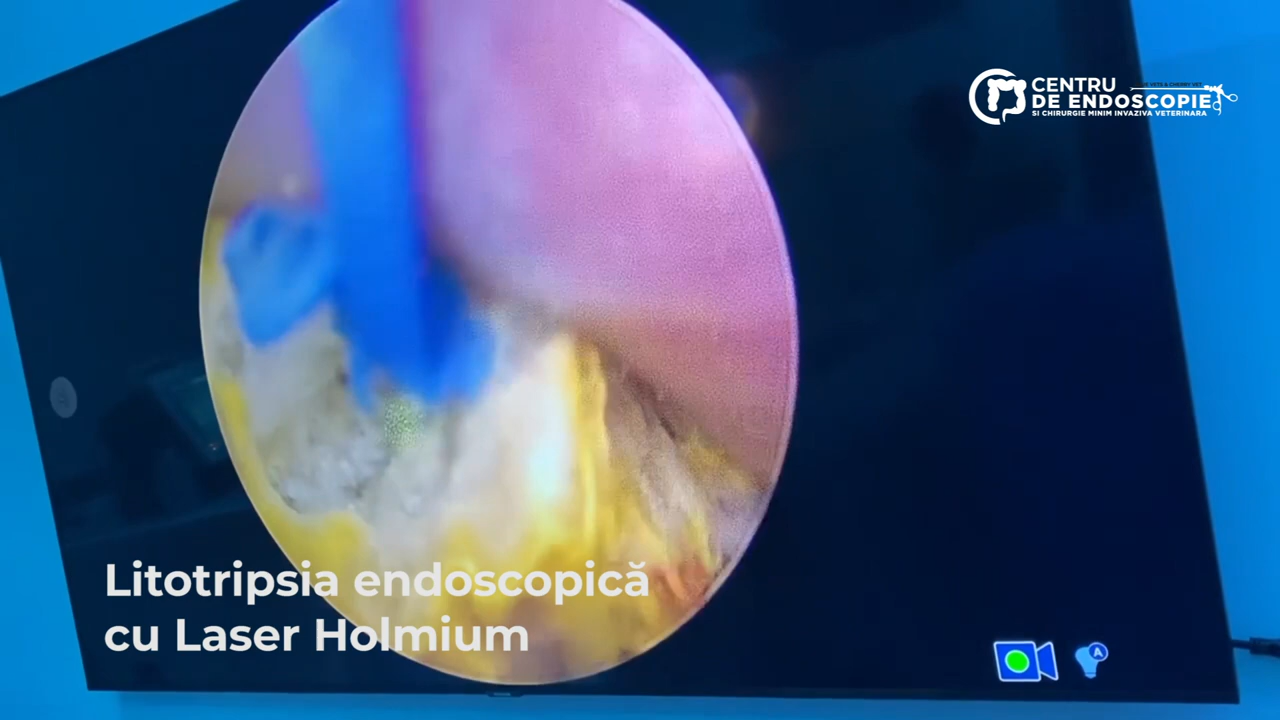 CENTRU
DE ENDOSCOPIE
SI CHIRURGIE MINIM INVAZIVA VETERINARA
Litotripsia endoscopică
cu Laser Holmium
A